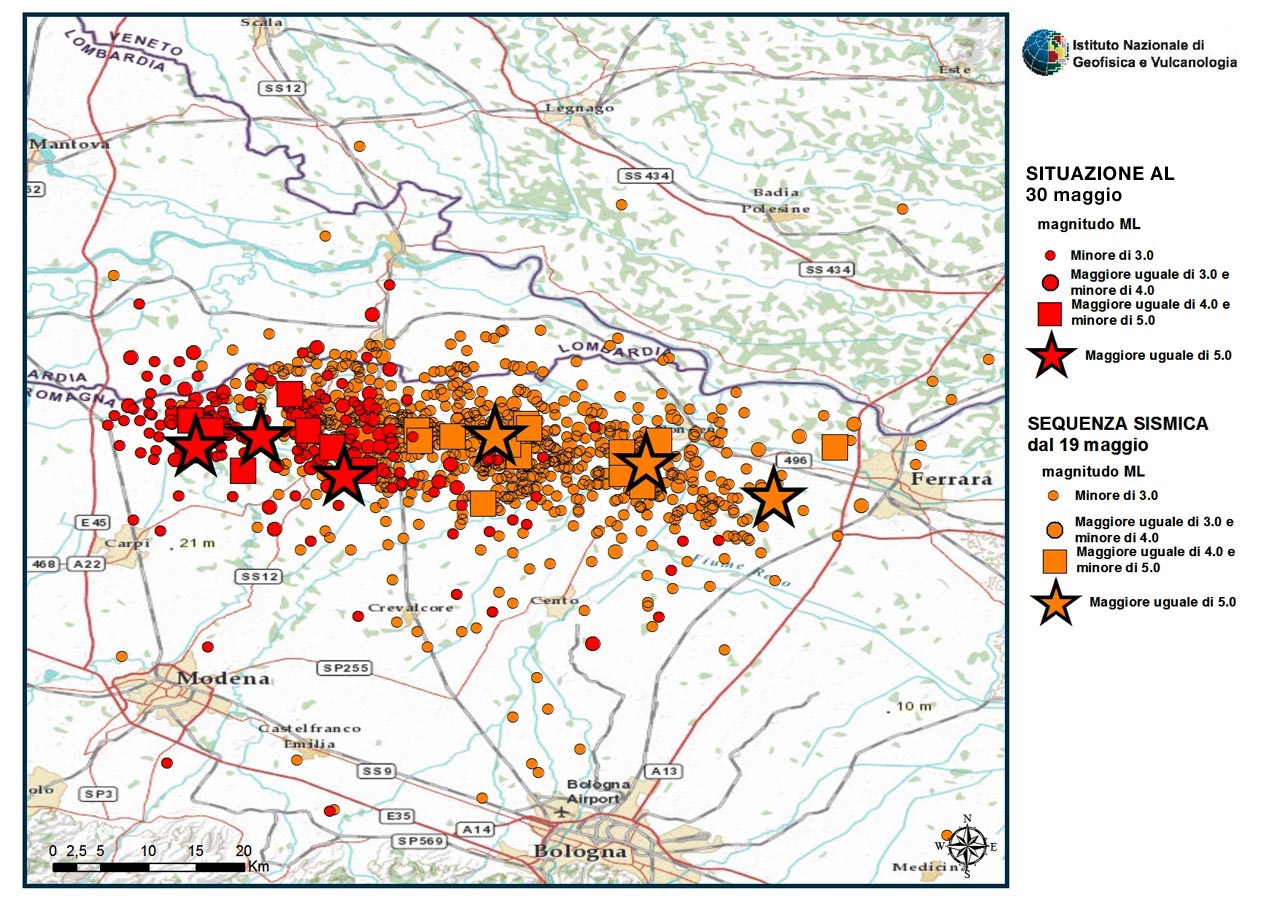 Scala
VENETO
LOMBARDIA
Este
SS12
Legnago
Mantova
SS 434
62
Badia
Polesine
SS 434
LOMBARDIA
ARDIA
ROMAGNA
496
Ferrara
E 45
Carpi
21 m
468
A22
SS12
Fiume Reno
Crevalcore
Cento
SP255
Modena
10 m
Castelfranco
Emilia
SS9
A13
Bologna
Airport
olo
SP3
E35
A14
SP569
Bologna
Medicina
N
W
E
S
0 2,5 5 10 15 20
Km
Istituto Nazionale di
Geofisica e Vulcanologia
SITUAZIONE AL
30 maggio
magnitudo ML
Minore di 3.0
Maggiore uguale di 3.0 e
minore di 4.0
Maggiore uguale di 4.0 e
minore di 5.0
Maggiore uguale di 5.0
SEQUENZA SISMICA
dal 19 maggio
magnitudo ML
Minore di 3.0
Maggiore uguale di 3.0 e
minore di 4.0
Maggiore uguale di 4.0 e
minore di 5.0
Maggiore uguale di 5.0